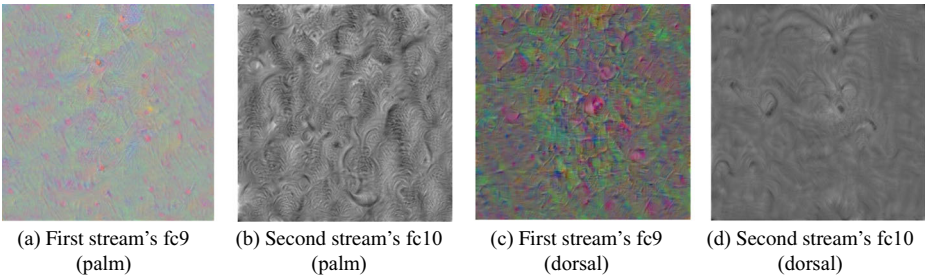 (a) First stream's fc9
(palm)
(b) Second stream's fc10
(palm)
(c) First stream's fc9
(dorsal)
(d) Second stream's fc10
(dorsal)